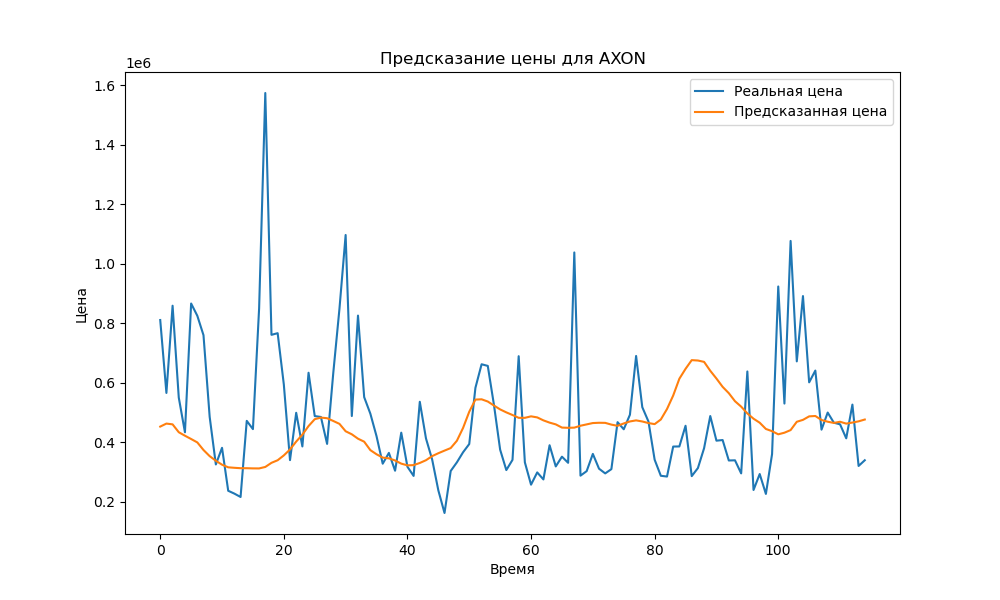 Предсказание цены для AXON
1e6
1.6
1.4
1.2
1.0
0.8
0.6
0.4
0.2
Цена
Реальная цена
Предсказанная цена
0 20 40 60 80 100
Время